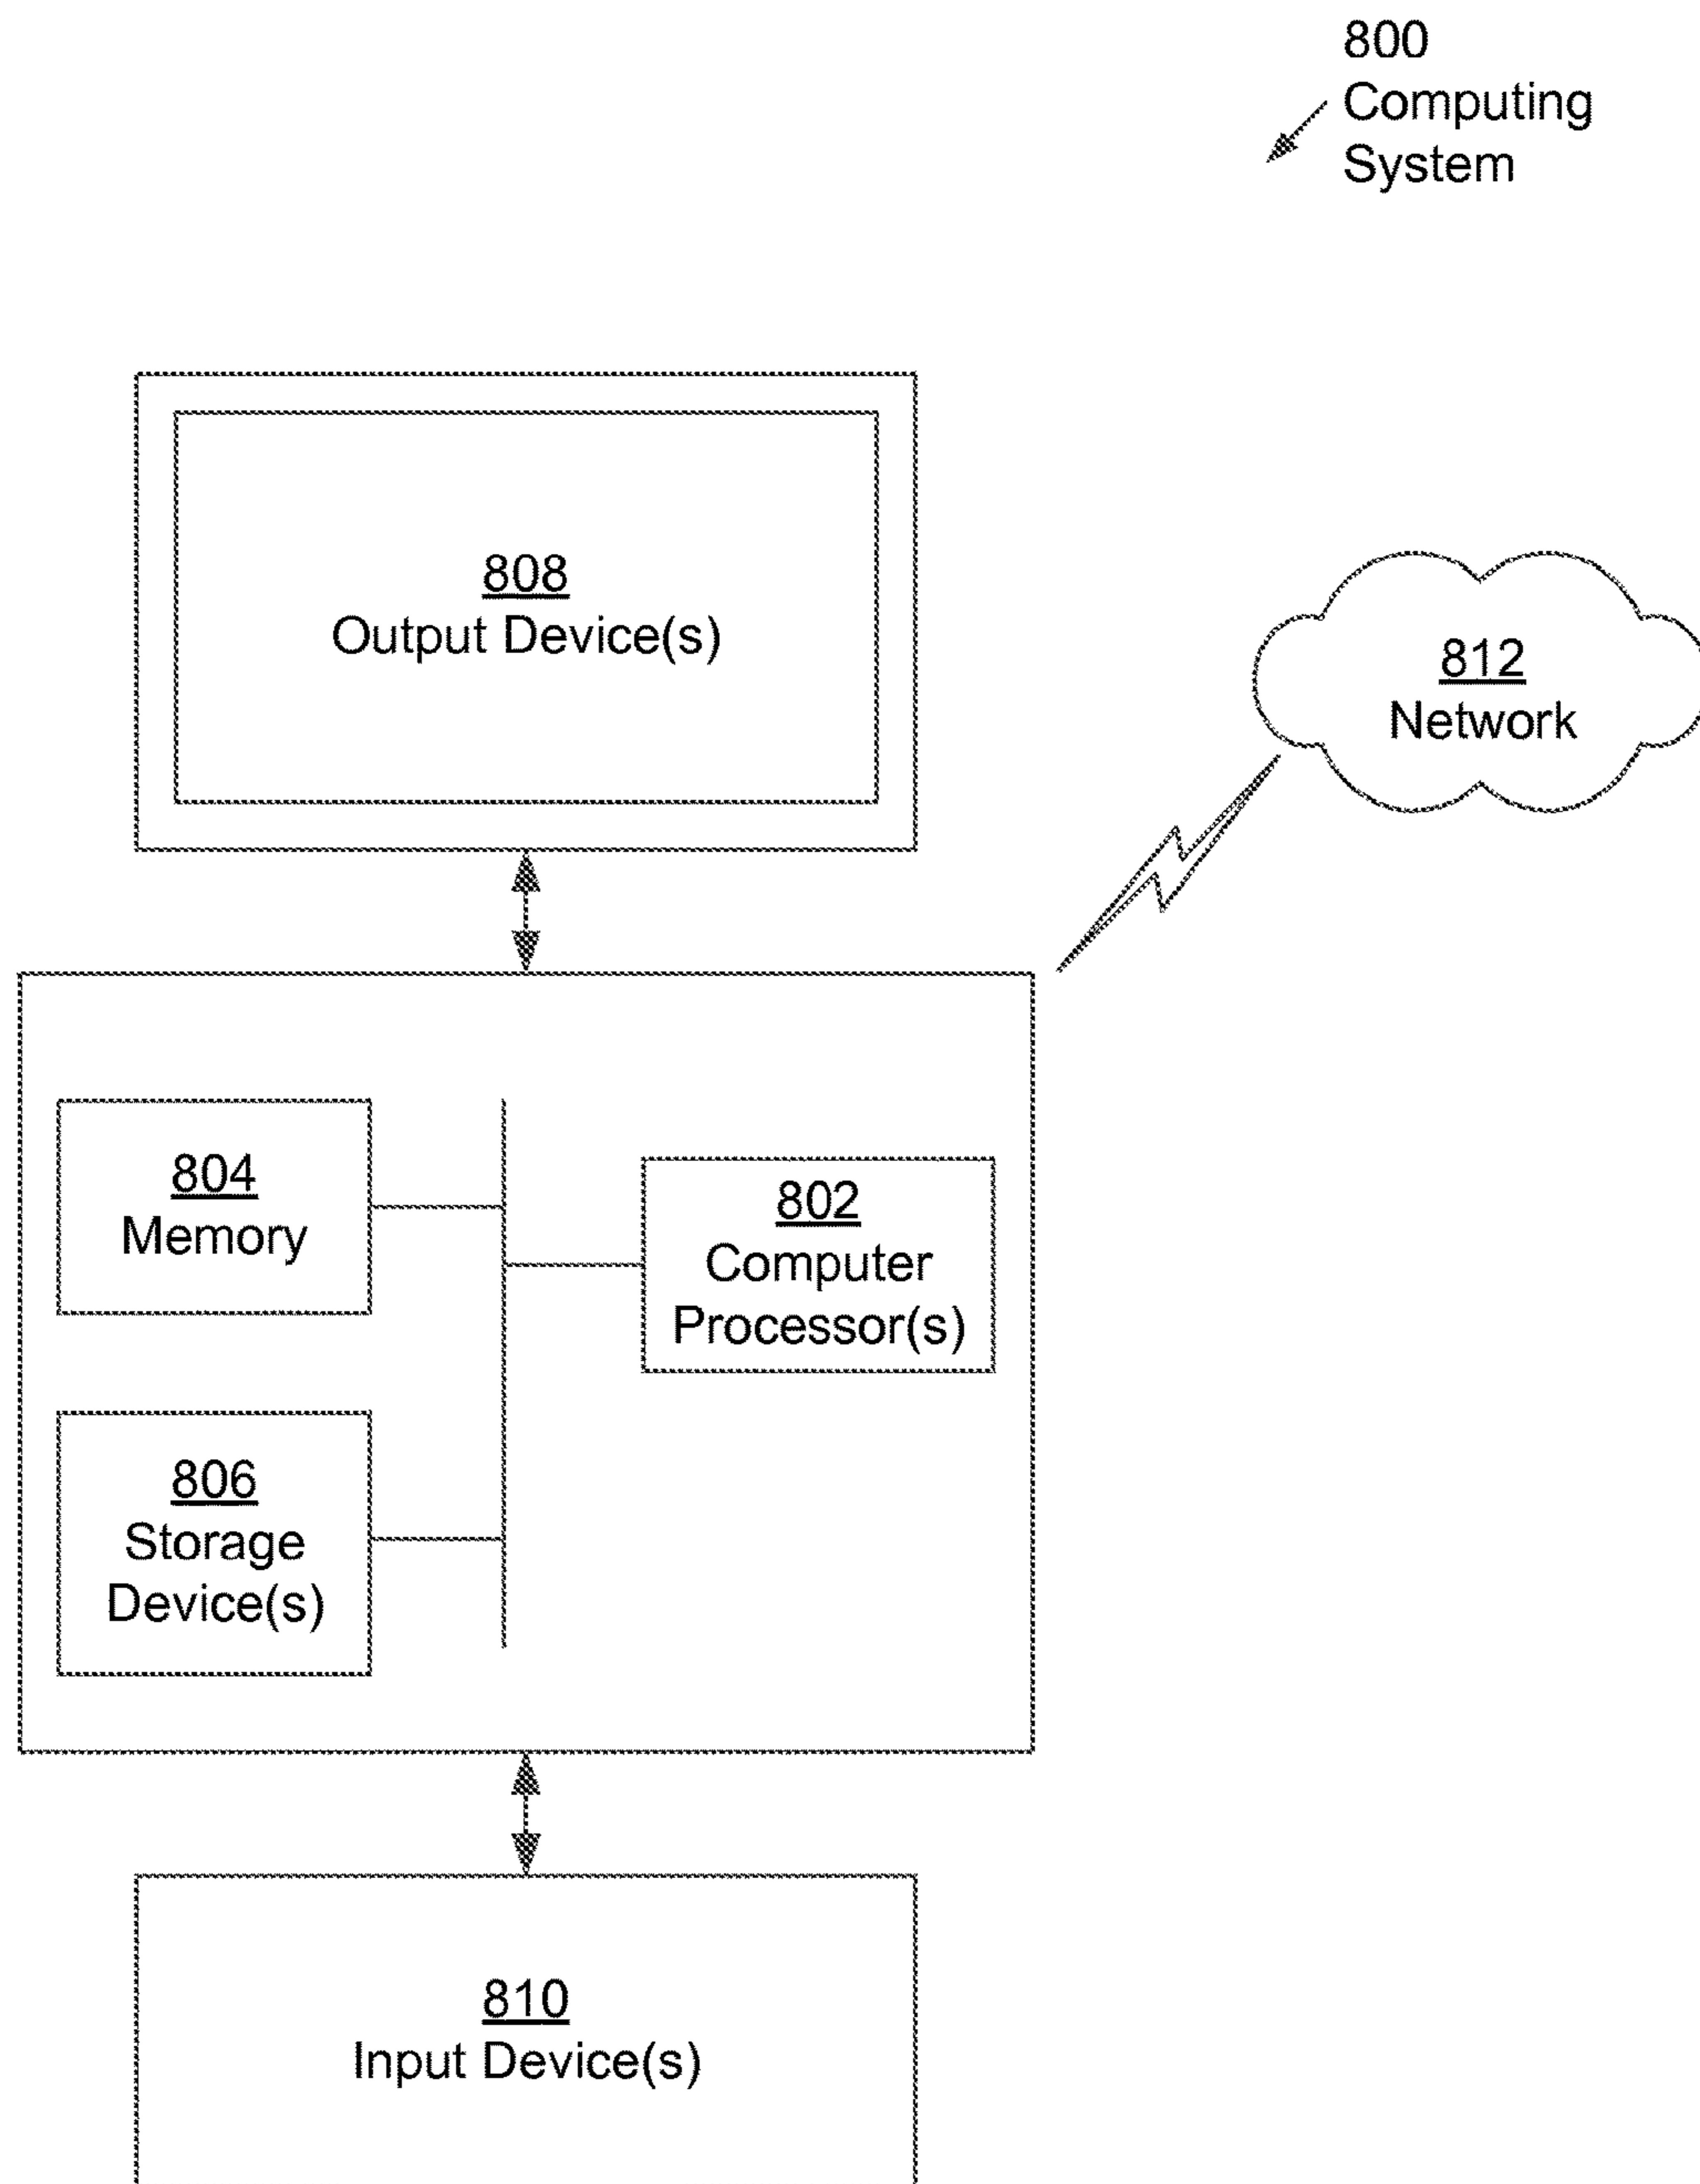 800
Computing
System
808
Output Device(s)
812
Network
804
Memory
802
Computer
Processor(s)
806
Storage
Device(s)
810
Input Device(s)